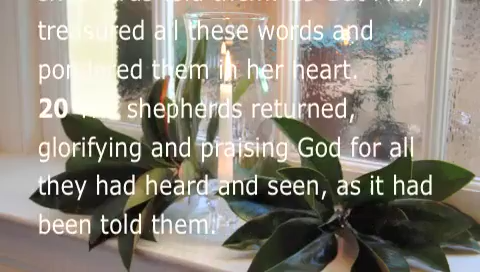 treasured all these words and
pondered them in her heart.
20 The shepherds returned,
glorifying and praising God for all
they had heard and seen, as it had
been told them.